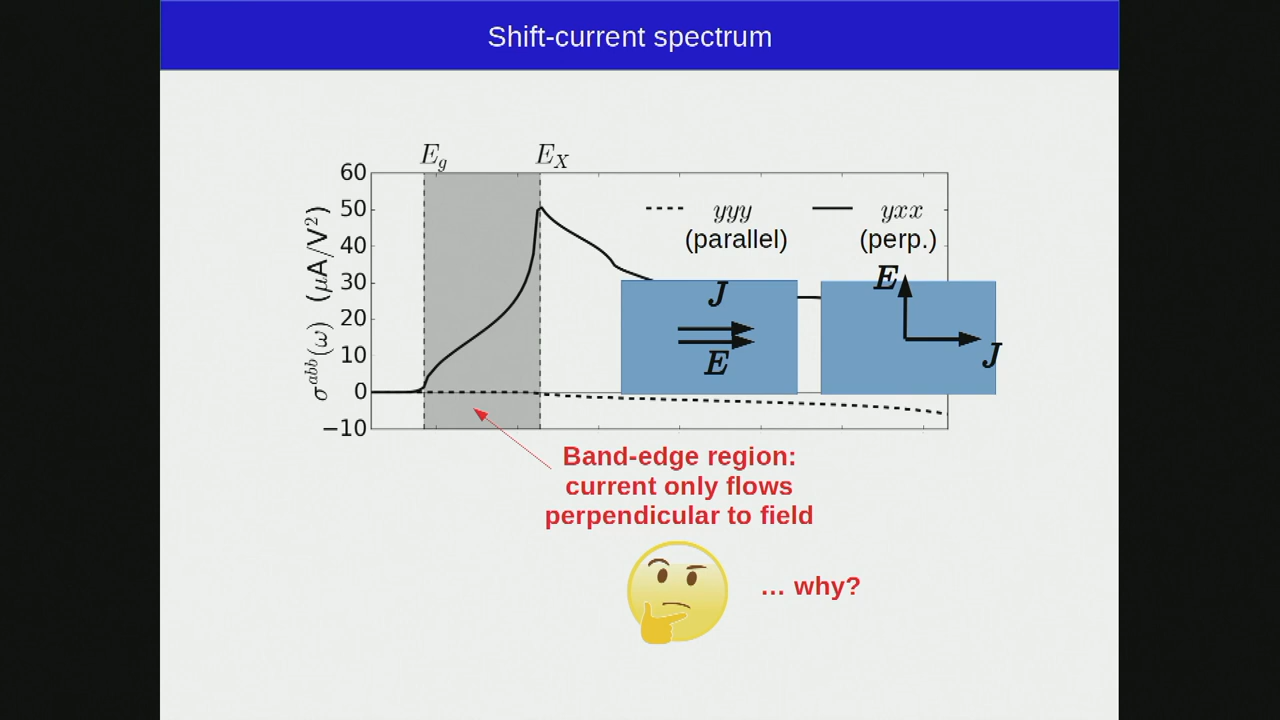 Shift-current spectrum
E_g E_X
σ^{abb}(ω) (μA/V²)
60
50
40
30
20
10
0
−10
yyy yxx
(parallel) (perp.)
J
E
E
J
Band-edge region:
current only flows
perpendicular to field
... why?